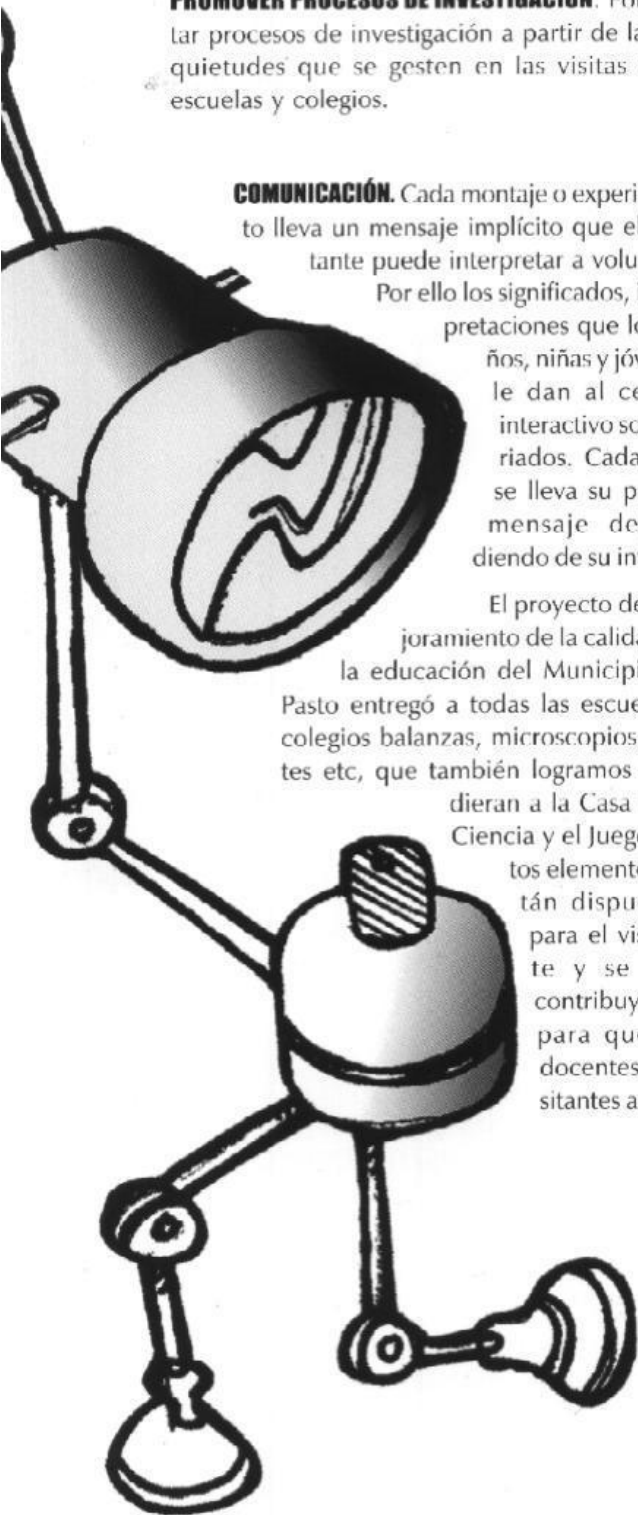 PROMOVER PROCESOS DE INVESTIGACIÓN.
tar procesos de investigación a partir de la
quietudes que se gesten en las visitas
escuelas y colegios.
COMUNICACIÓN. Cada montaje o experi
to lleva un mensaje implícito que e
tante puede interpretar a volu
Por ello los significados, i
pretaciones que lo
ños, niñas y jóv
le dan al ce
interactivo so
riados. Cada
se lleva su p
mensaje de
diendo de su in
El proyecto de
joramiento de la calida
la educación del Municipi
Pasto entregó a todas las escue
colegios balanzas, microscopios
tes etc, que también logramos
dieran a la Casa
Ciencia y el Jueg
tos element
tán dispu
para el vis
te y se
contribuy
para qu
docentes
sitantes a